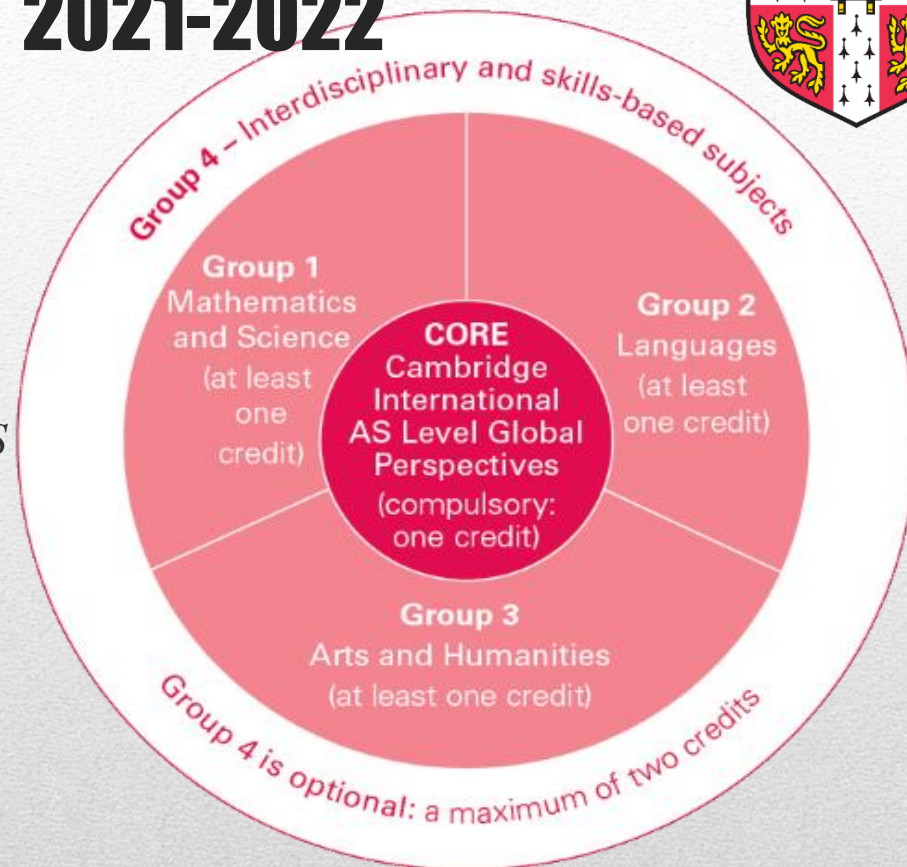 2021-2022
Group 4 – Interdisciplinary and skills-based subjects
Group 1
Mathematics
and Science
(at least
one
credit)
CORE
Cambridge
International
AS Level Global
Perspectives
(compulsory:
one credit)
Group 2
Languages
(at least
one credit)
s
Group 3
Arts and Humanities
(at least one credit)
Group 4 is optional: a maximum of two credits